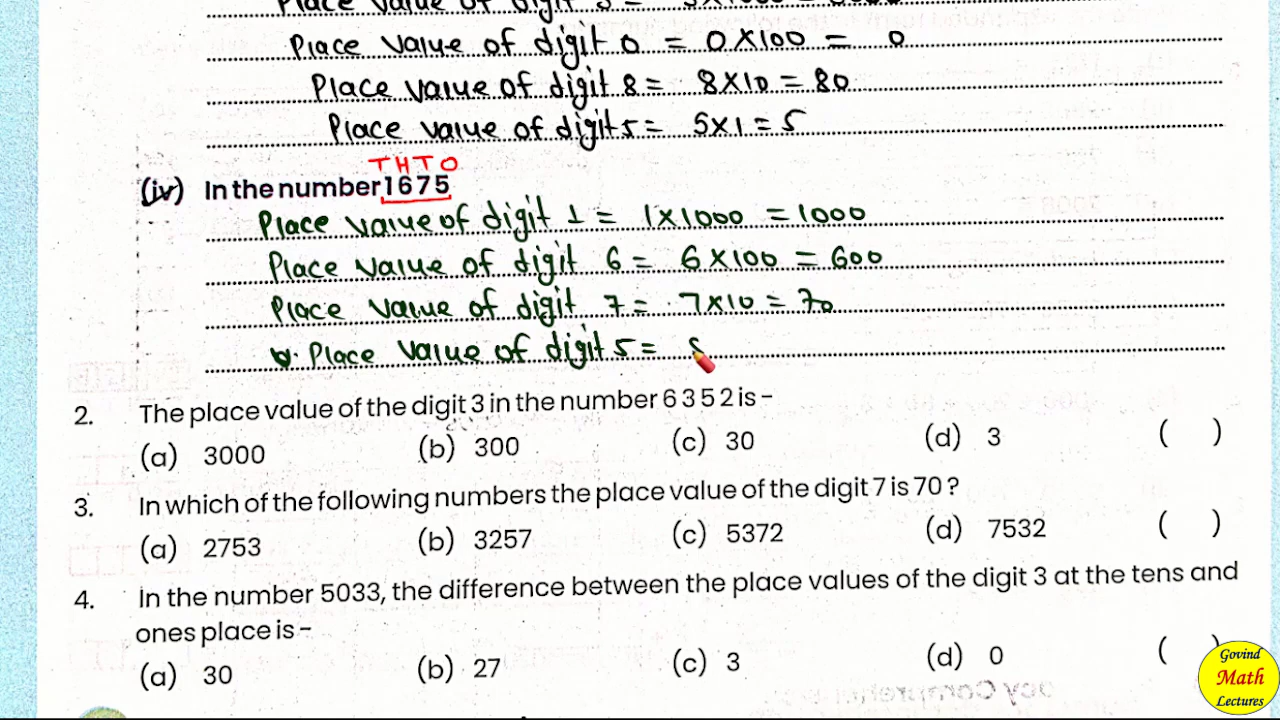 Place value of digit
Place value of digit 0 = 0×100 = 0
Place value of digit 8 = 8×10 = 80
Place value of digit 5 = 5×1 = 5
T H T O
(iv) In the number 1675
Place value of digit 1 = 1×1000 = 1000
Place value of digit 6 = 6×100 = 600
Place value of digit 7 = 7×10 = 70
Place value of digit 5 =
2. The place value of the digit 3 in the number 6 3 5 2 is -
(a) 3000 (b) 300 (c) 30 (d) 3 ( )
3. In which of the following numbers the place value of the digit 7 is 70 ?
(a) 2753 (b) 3257 (c) 5372 (d) 7532 ( )
4. In the number 5033, the difference between the place values of the digit 3 at the tens and
ones place is -
(a) 30 (b) 27 (c) 3 (d) 0 ( )
Govind
Math
Lectures